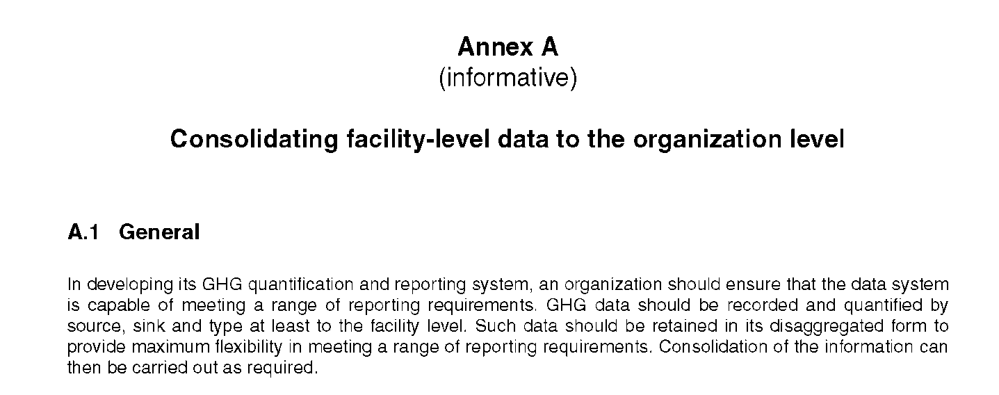 Annex A
(informative)
Consolidating facility-level data to the organization level
A.1 General
In developing its GHG quantification and reporting system, an organization should ensure that the data system
is capable of meeting a range of reporting requirements. GHG data should be recorded and quantified by
source, sink and type at least to the facility level. Such data should be retained in its disaggregated form to
provide maximum flexibility in meeting a range of reporting requirements. Consolidation of the information can
then be carried out as required.